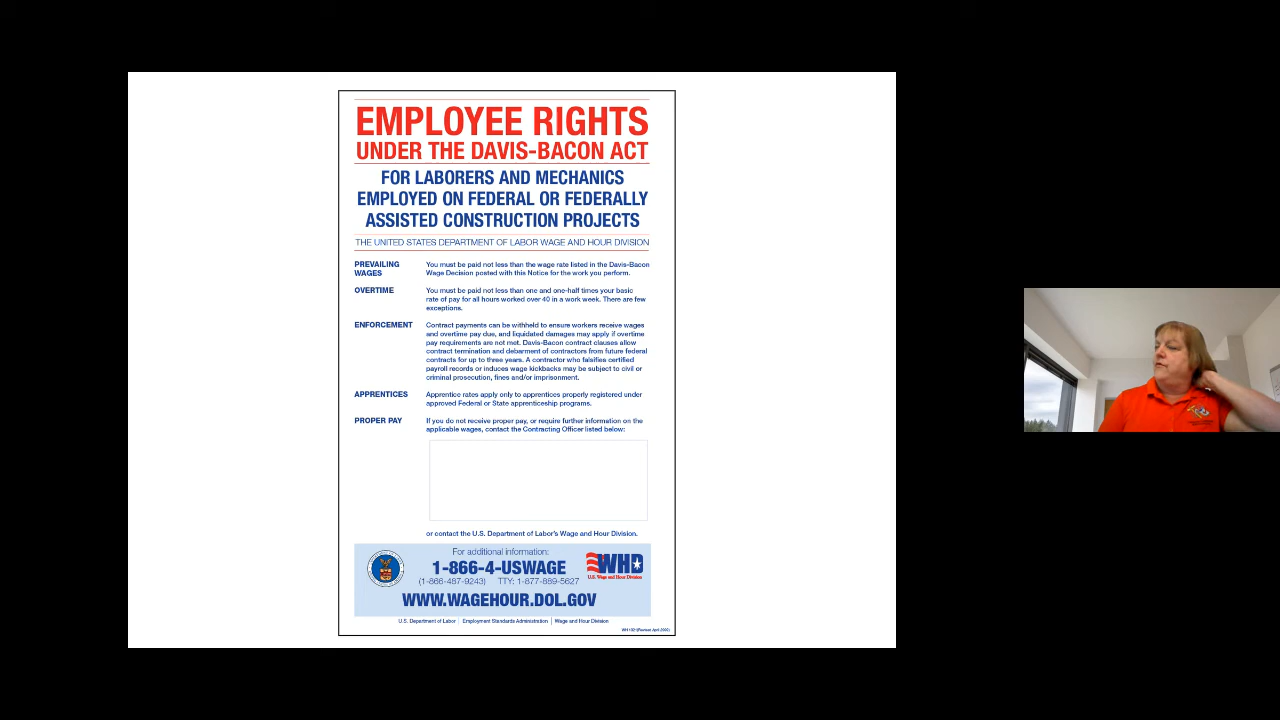 EMPLOYEE RIGHTS
UNDER THE DAVIS-BACON ACT
FOR LABORERS AND MECHANICS
EMPLOYED ON FEDERAL OR FEDERALLY
ASSISTED CONSTRUCTION PROJECTS
THE UNITED STATES DEPARTMENT OF LABOR WAGE AND HOUR DIVISION
PREVAILING
WAGES
You must be paid not less than the wage rate listed in the Davis-Bacon
Wage Decision posted with this Notice for the work you perform.
OVERTIME
You must be paid not less than one and one-half times your basic
rate of pay for all hours worked over 40 in a work week. There are few
exceptions.
ENFORCEMENT
Contract payments can be withheld to ensure workers receive wages
and overtime pay due, and liquidated damages may apply if overtime
pay requirements are not met. Davis-Bacon contract clauses allow
contract termination and debarment of contractors from future federal
contracts for up to three years. A contractor who falsifies certified
payroll records or induces wage kickbacks may be subject to civil or
criminal prosecution, fines and/or imprisonment.
APPRENTICES
Apprentice rates apply only to apprentices properly registered under
approved Federal or State apprenticeship programs.
PROPER PAY
If you do not receive proper pay, or require further information on the
applicable wages, contact the Contracting Officer listed below:
or contact the U.S. Department of Labor's Wage and Hour Division.
For additional information:
1-866-4-USWAGE
(1-866-487-9243) TTY: 1-877-889-5627
WWW.WAGEHOUR.DOL.GOV
WHD
U.S. Wage and Hour Division
U.S. Department of Labor | Employment Standards Administration | Wage and Hour Division